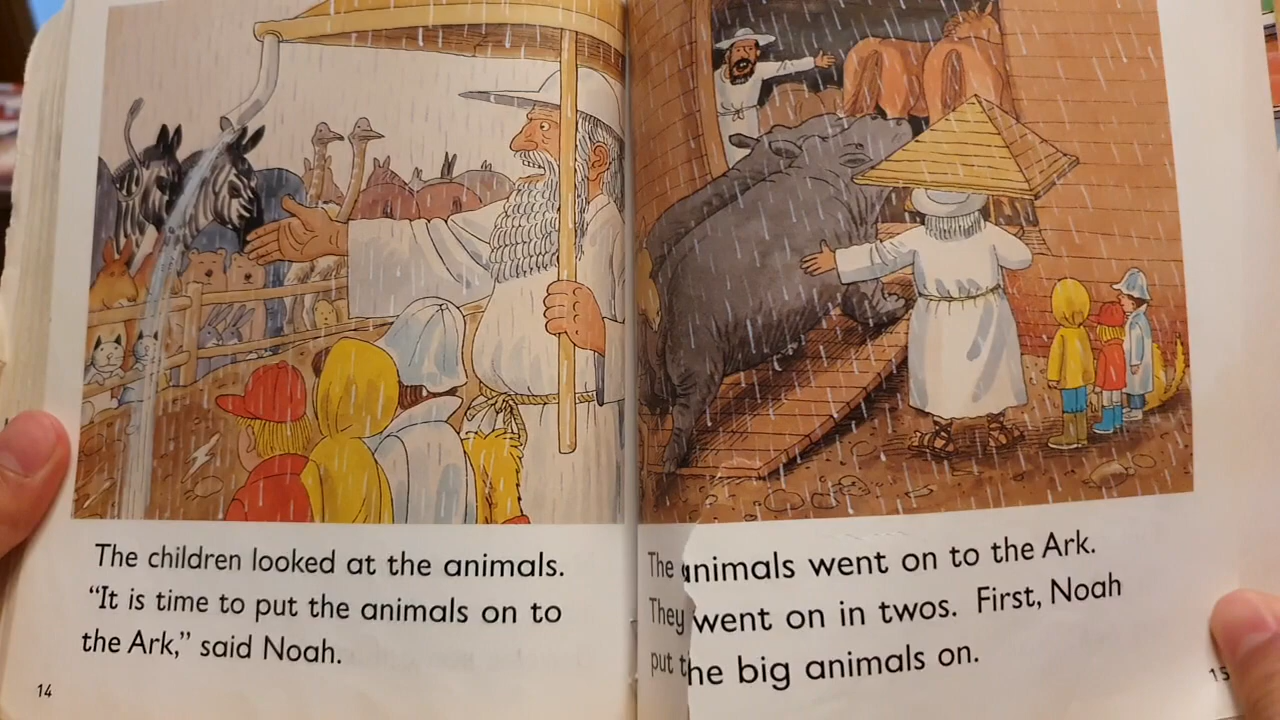 The children looked at the animals.
“It is time to put the animals on to
the Ark,” said Noah.
14
The animals went on to the Ark.
They went on in twos. First, Noah
put the big animals on.
15